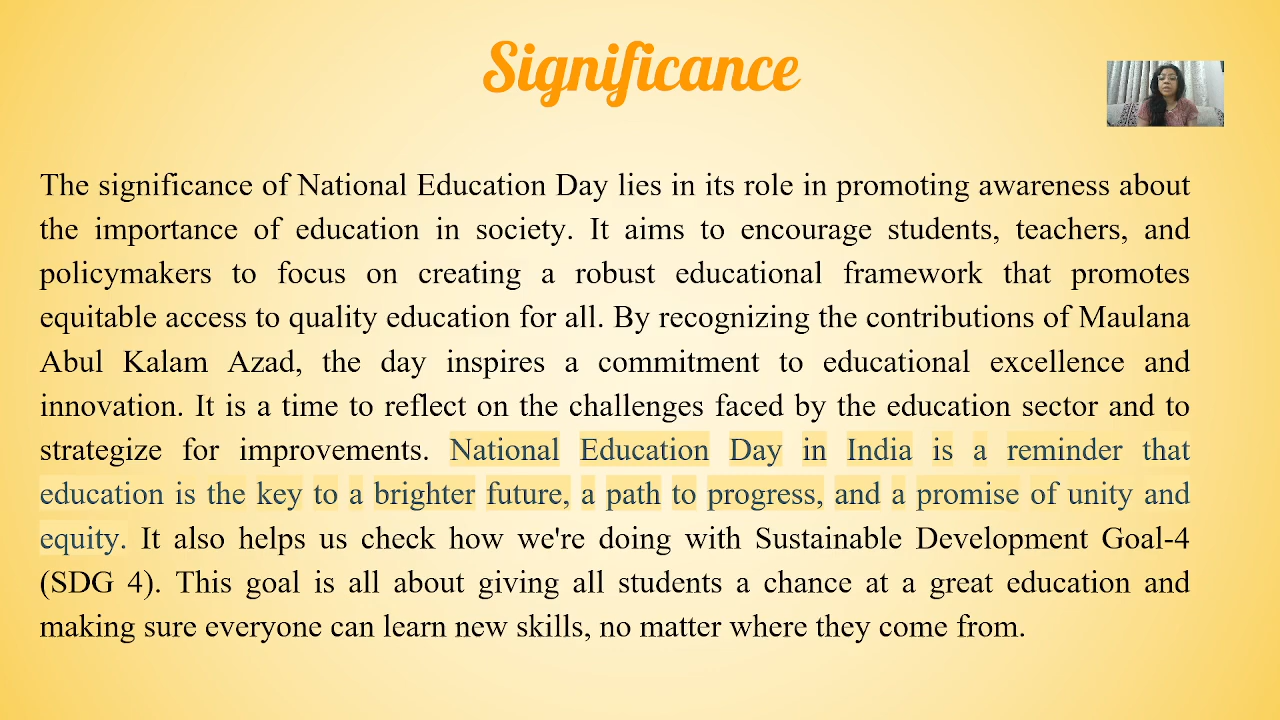 Significance
The significance of National Education Day lies in its role in promoting awareness about
the importance of education in society. It aims to encourage students, teachers, and
policymakers to focus on creating a robust educational framework that promotes
equitable access to quality education for all. By recognizing the contributions of Maulana
Abul Kalam Azad, the day inspires a commitment to educational excellence and
innovation. It is a time to reflect on the challenges faced by the education sector and to
strategize for improvements. National Education Day in India is a reminder that
education is the key to a brighter future, a path to progress, and a promise of unity and
equity. It also helps us check how we're doing with Sustainable Development Goal-4
(SDG 4). This goal is all about giving all students a chance at a great education and
making sure everyone can learn new skills, no matter where they come from.